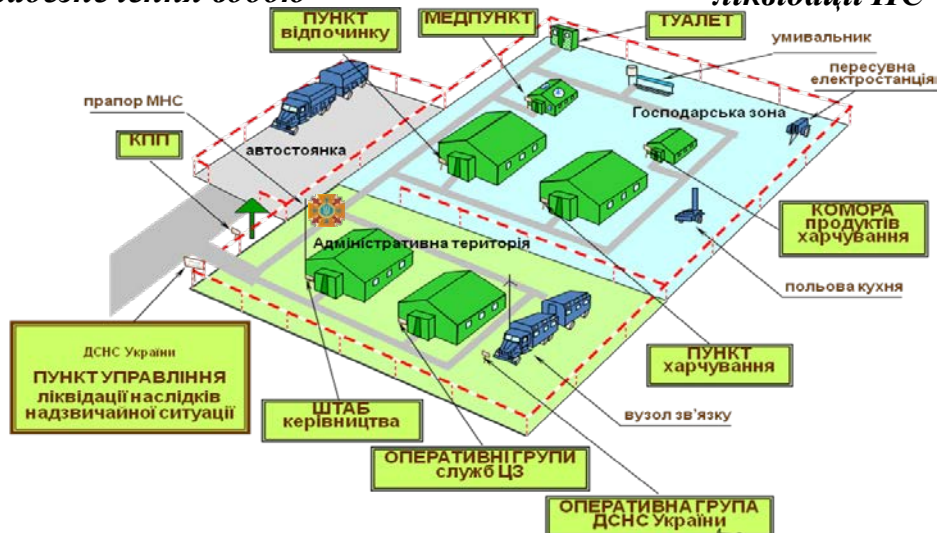 ліквідації НС
ПУНКТ
відпочинку
МЕДПУНКТ
ТУАЛЕТ
умивальник
пересувна
електростанція
прапор МНС
Господарська зона
КПП
автостоянка
КОМОРА
продуктів
харчування
Адміністративна територія
польова кухня
ДСНС України
ПУНКТ УПРАВЛІННЯ
ліквідації наслідків
надзвичайної ситуації
ПУНКТ
харчування
ШТАБ
керівництва
вузол зв'язку
ОПЕРАТИВНІ ГРУПИ
служб ЦЗ
ОПЕРАТИВНА ГРУПА
ДСНС України